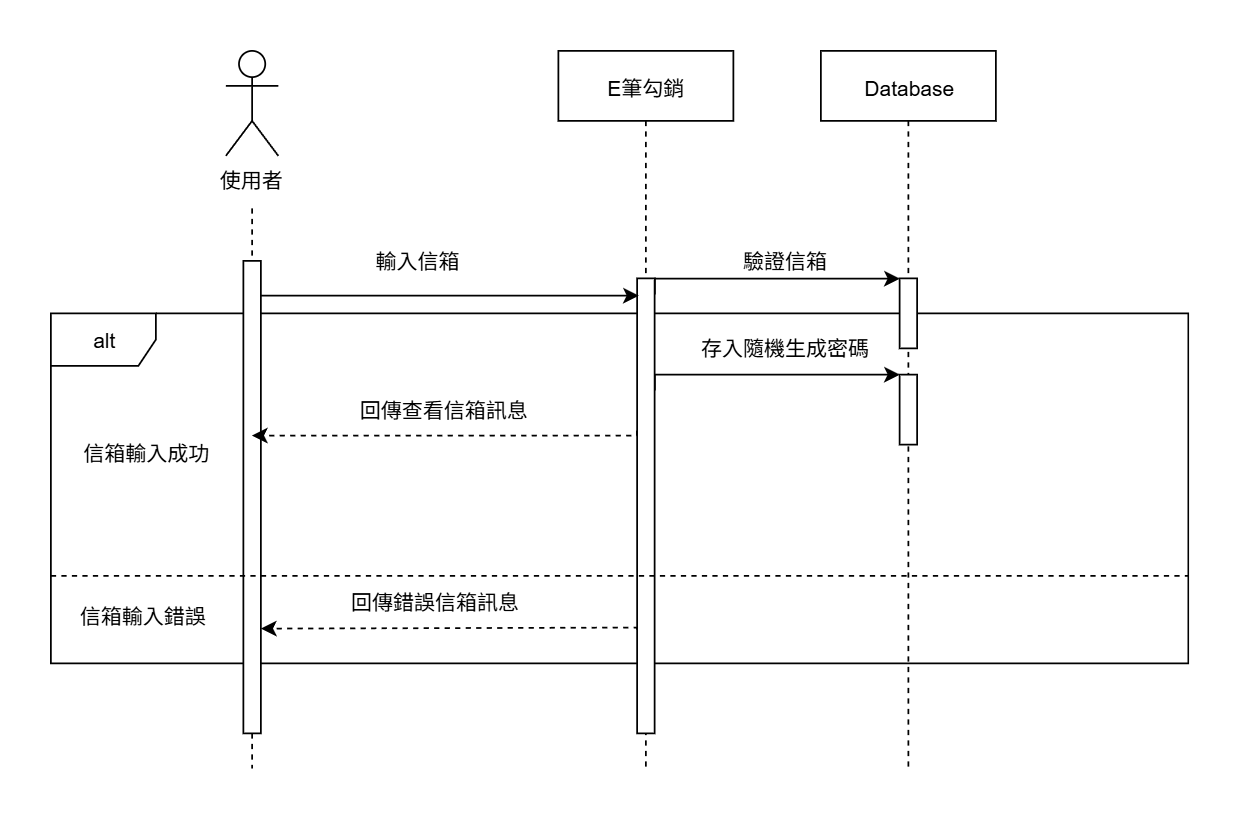 E筆勾銷
Database
使用者
輸入信箱
驗證信箱
alt
存入隨機生成密碼
回傳查看信箱訊息
信箱輸入成功
回傳錯誤信箱訊息
信箱輸入錯誤